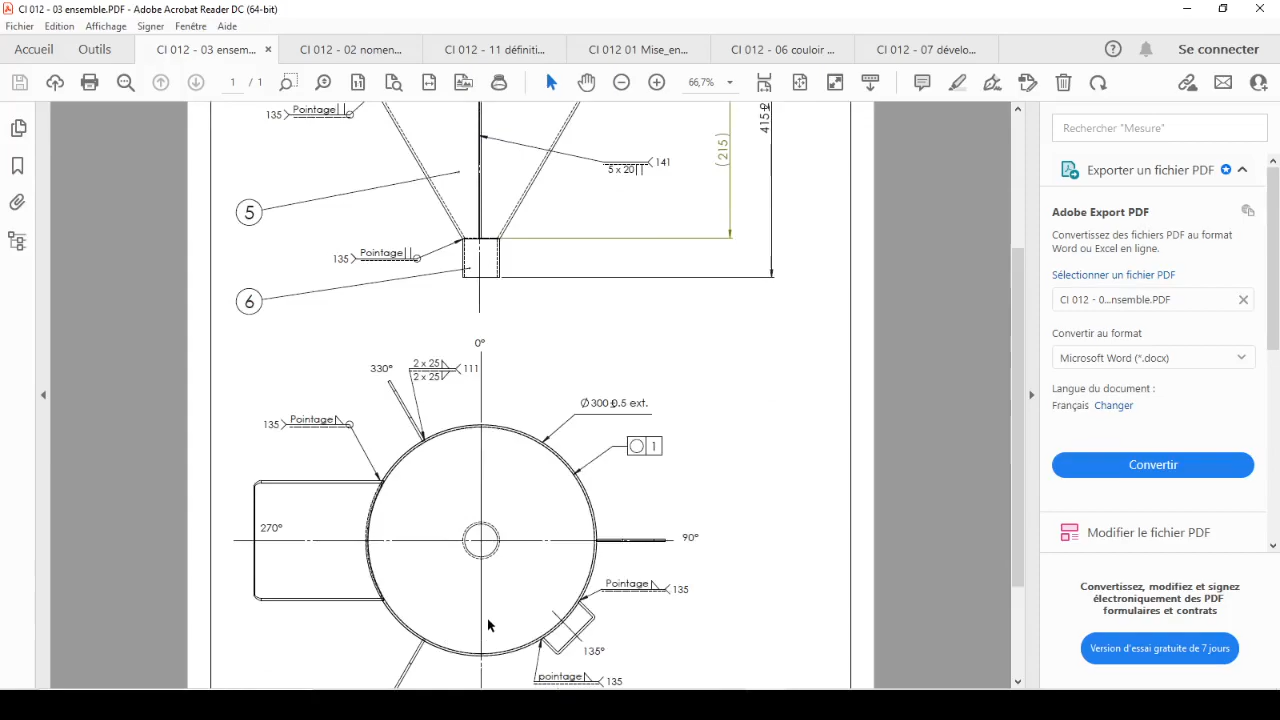 CI 012 - 03 ensemble.PDF - Adobe Acrobat Reader DC (64-bit)
Fichier Edition Affichage Signer Fenêtre Aide
Accueil Outils CI 012 - 03 ensem... × CI 012 - 02 nomen... CI 012 - 11 définiti... CI 012 01 Mise_en... CI 012 - 06 couloir ... CI 012 - 07 dévelo... Se connecter
1 / 1 66,7%
135 Pointage
(215)
415±2
141
5 x 20
5
135 Pointage
6
0°
330°
2 x 25
2 x 25
111
Ø300±0.5 ext.
135 Pointage
1
270°
90°
Pointage 135
135°
pointage 135
Rechercher "Mesure"
Exporter un fichier PDF
Adobe Export PDF
Convertissez des fichiers PDF au format
Word ou Excel en ligne.
Sélectionner un fichier PDF
CI 012 - 0...nsemble.PDF
Convertir au format
Microsoft Word (*.docx)
Langue du document :
Français Changer
Convertir
Modifier le fichier PDF
Convertissez, modifiez et signez
électroniquement des PDF
formulaires et contrats
Version d'essai gratuite de 7 jours